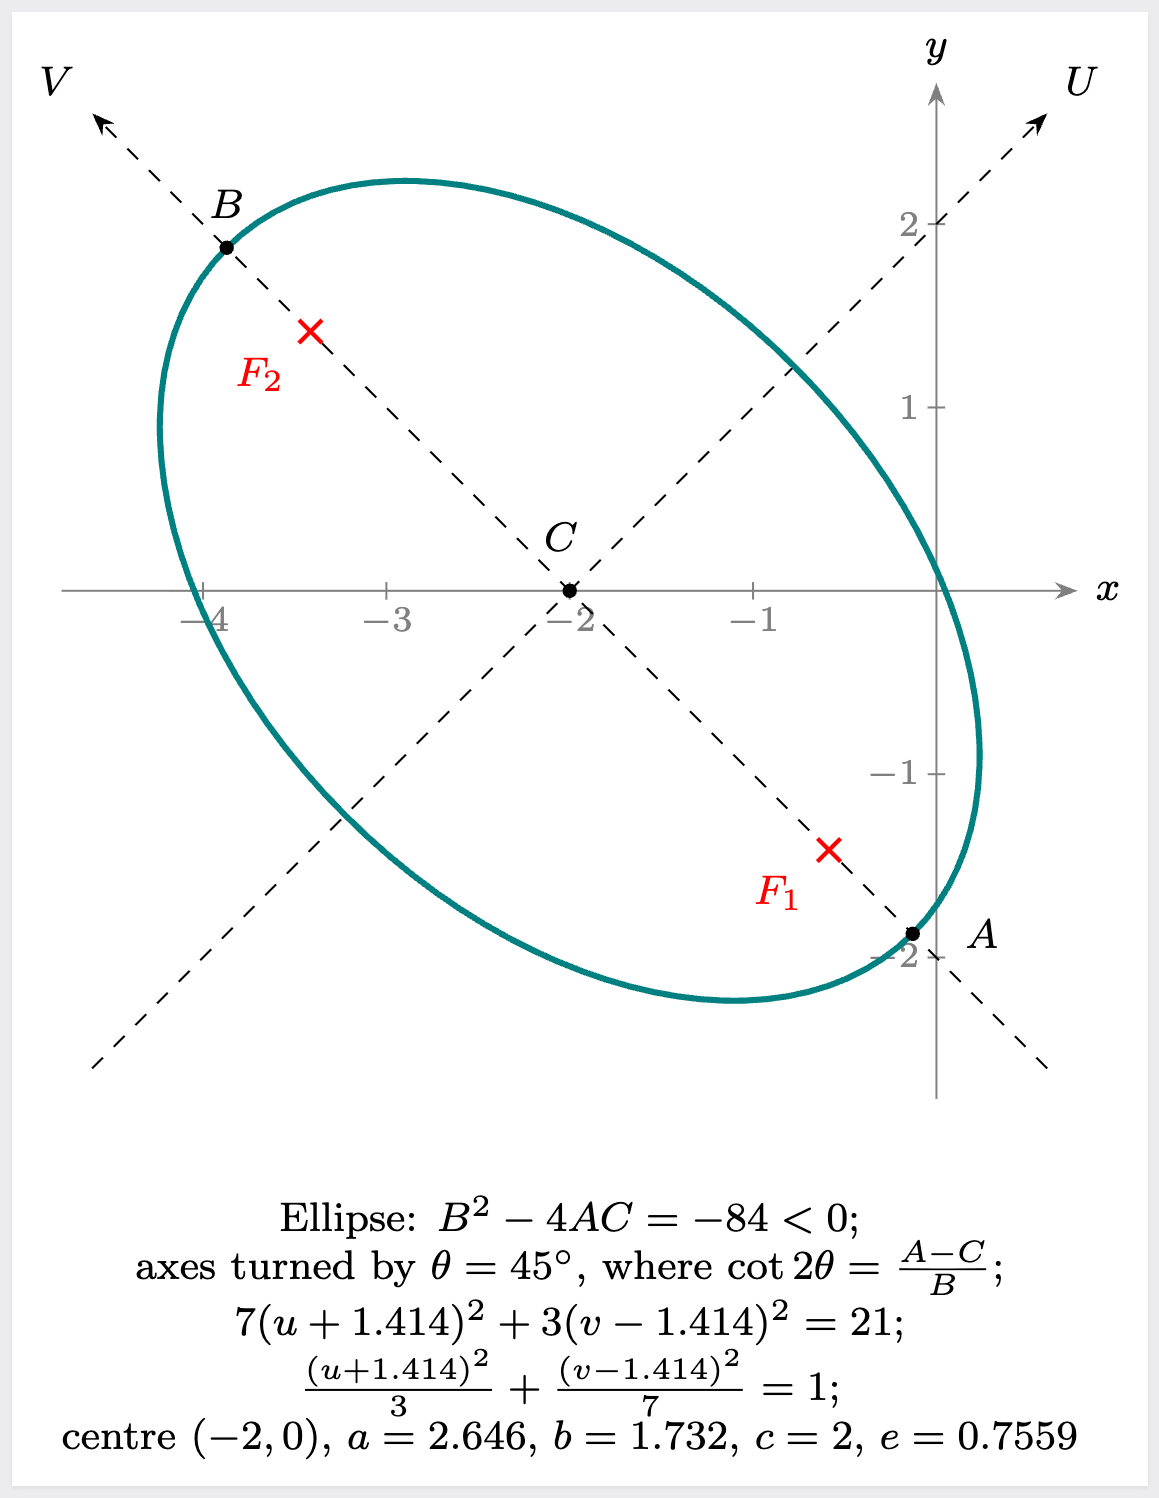 y
V
U
B
2
F₂
1
C
x
−4
−3
−2
−1
−1
F₁
A
−2
Ellipse: B² − 4AC = −84 < 0;
axes turned by θ = 45°, where cot 2θ = (A−C)/B;
7(u + 1.414)² + 3(v − 1.414)² = 21;
(u+1.414)²/3 + (v−1.414)²/7 = 1;
centre (−2, 0), a = 2.646, b = 1.732, c = 2, e = 0.7559